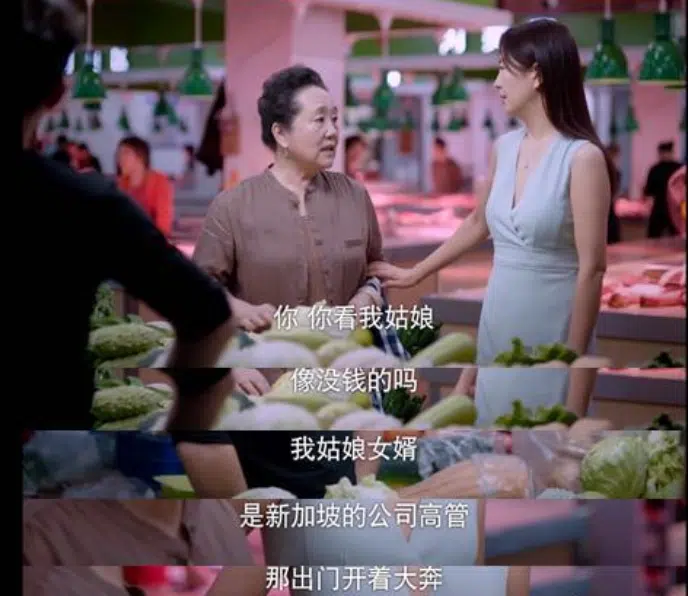 你 你看我姑娘
像没钱的吗
我姑娘女婿
是新加坡的公司高管
那出门开着大奔